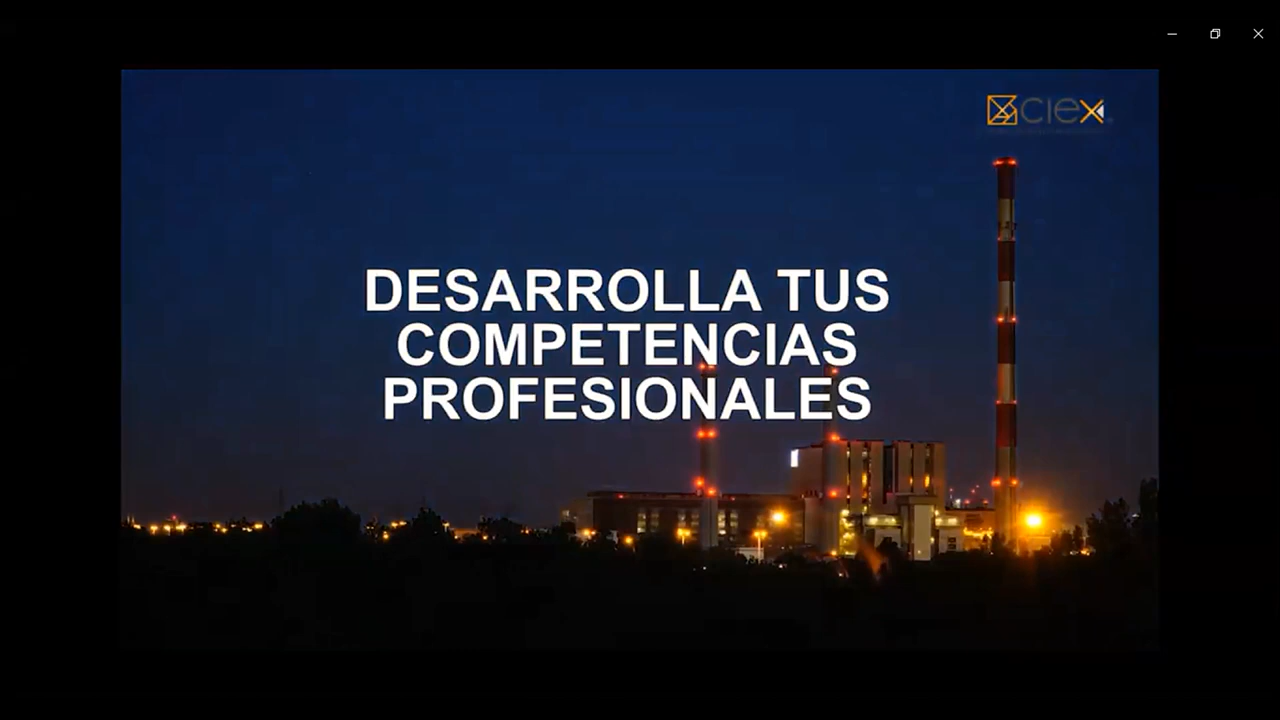 ciex
DESARROLLA TUS
COMPETENCIAS
PROFESIONALES